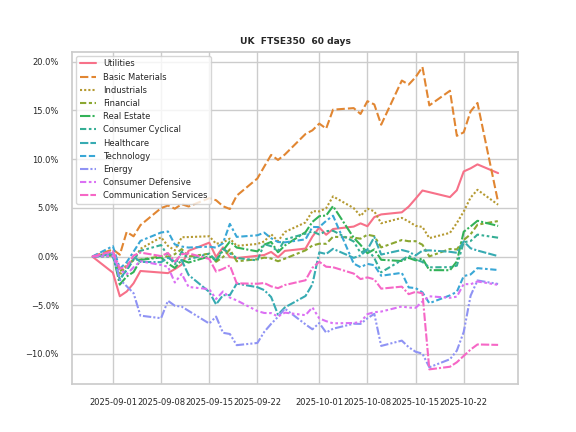 UK  FTSE350  60 days
20.0%
15.0%
10.0%
5.0%
0.0%
−5.0%
−10.0%
Utilities
Basic Materials
Industrials
Financial
Real Estate
Consumer Cyclical
Healthcare
Technology
Energy
Consumer Defensive
Communication Services
2025-09-01 2025-09-08 2025-09-15 2025-09-22 2025-10-01 2025-10-08 2025-10-15 2025-10-22